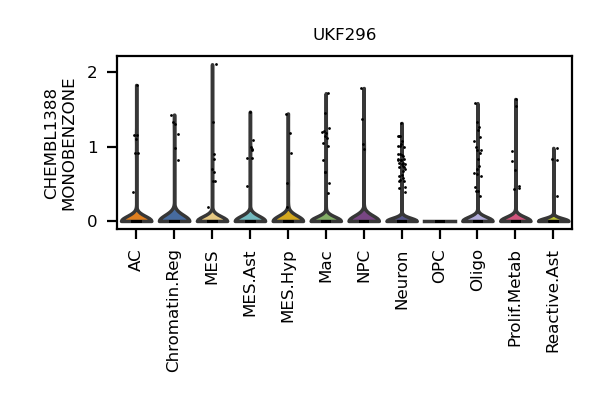 UKF296
CHEMBL1388
MONOBENZONE
2
1
0
AC
Chromatin.Reg
MES
MES.Ast
MES.Hyp
Mac
NPC
Neuron
OPC
Oligo
Prolif.Metab
Reactive.Ast